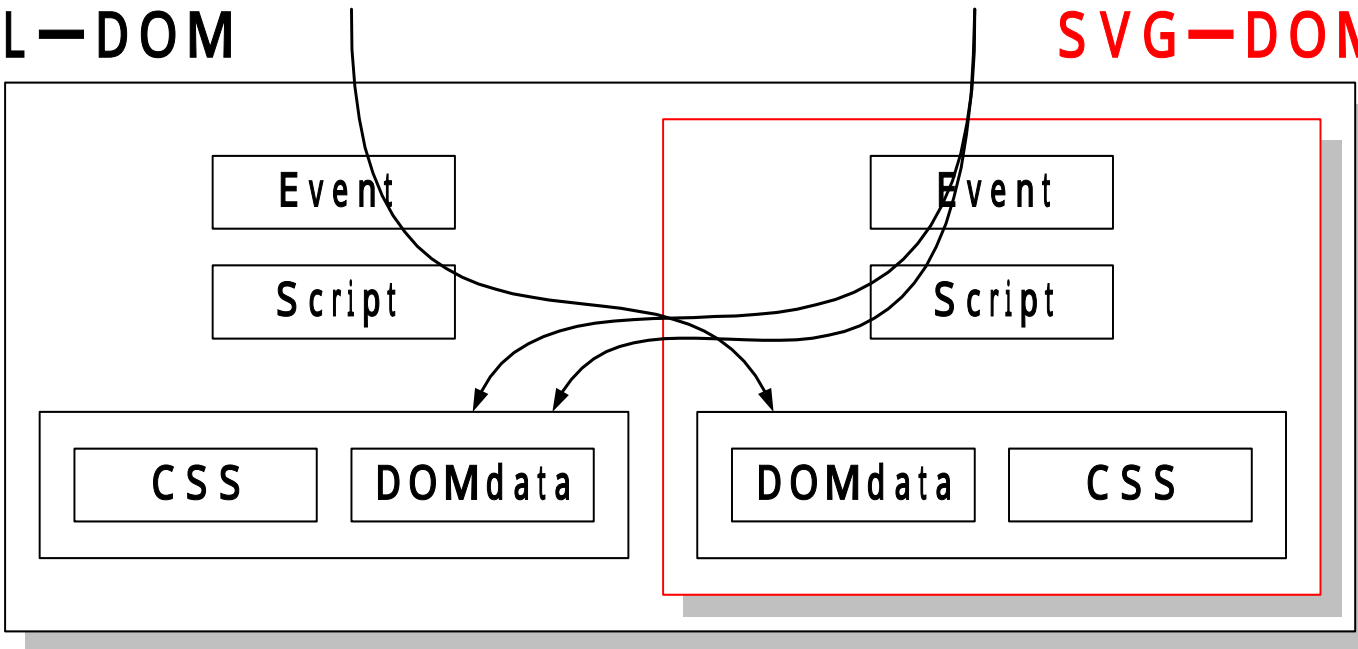 L－DOM
SVG－DOM
Event
Event
Script
Script
CSS
DOMdata
DOMdata
CSS